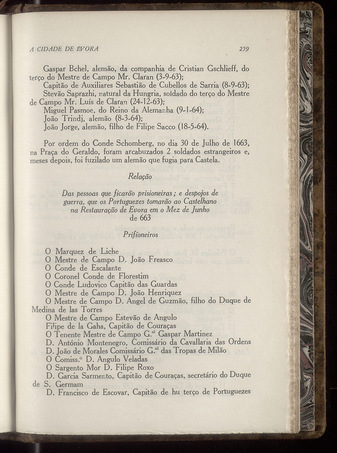 A CIDADE DE EVORA 279
Gaspar Bchel, alemão, da companhia de Cristian Gschlieff, do
terço do Mestre de Campo Mr. Claran (3-9-63);
Capitão de Auxiliares Sebastião de Cubellos de Sarria (8-9-63);
Stevão Saprazhi, natural da Hungria, soldado do terço do Mestre
de Campo Mr. Luís de Claran (24-12-63);
Miguel Pasmoe, do Reino da Alemanha (9-1-64);
João Trindj, alemão (8-3-64);
João Jorge, alemão, filho de Filipe Sacco (18-5-64).
Por ordem do Conde Schomberg, no dia 30 de Julho de 1663,
na Praça do Geraldo, foram arcabuzados 2 soldados estrangeiros e,
meses depois, foi fuzilado um alemão que fugia para Castela.
Relação
Das pessoas que ficarão prisioneiras; e despojos de
guerra, que os Portuguezes tomarão ao Castelhano
na Restauração de Evora em o Mez de Junho
de 663
Prifioneiros
O Marquez de Liche
O Mestre de Campo D. João Freasco
O Conde de Escalante
O Coronel Conde de Florestim
O Conde Ludovico Capitão das Guardas
O Mestre de Campo D. João Henriquez
O Mestre de Campo D. Angel de Guzmão, filho do Duque de
Medina de las Torres
O Mestre de Campo Estevão de Angulo
Filipe de la Gaha, Capitão de Couraças
O Tenente Mestre de Campo G.ᵃˡ Gaspar Martinez
D. António Montenegro, Comissário da Cavallaria das Ordens
D. João de Morales Comissário G.ᵃˡ das Tropas de Milão
O Comiss.º D. Angulo Veladas
O Sargento Mor D. Filipe Roxo
D. Garcia Sarmento, Capitão de Couraças, secretário do Duque
de S. Germam
D. Francisco de Escovar, Capitão de hu terço de Portuguezes